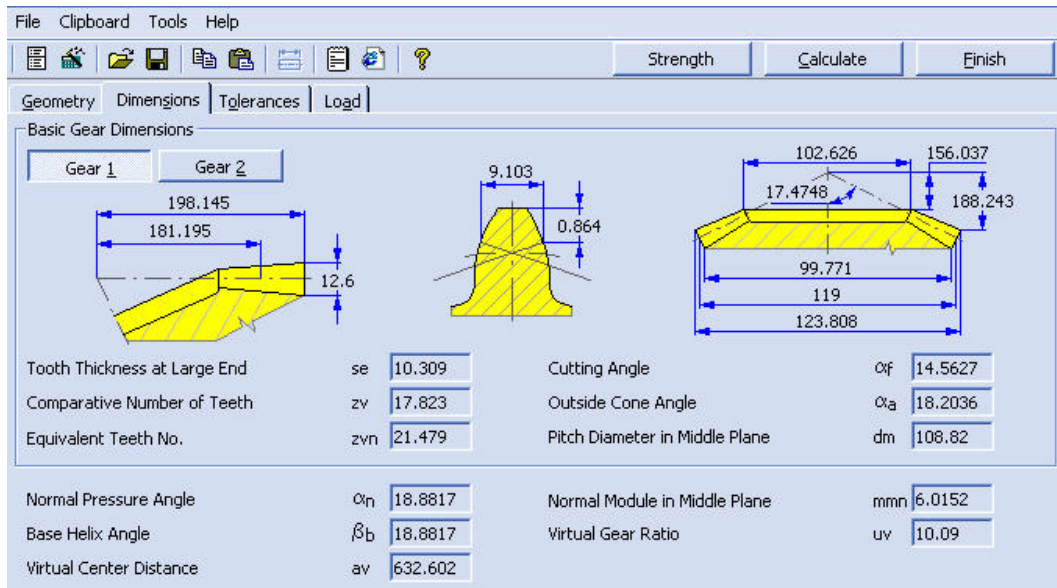 File Clipboard Tools Help
Strength Calculate Finish
Geometry Dimensions Tolerances Load
Basic Gear Dimensions
Gear 1 Gear 2
198.145
181.195
12.6
9.103
0.864
102.626 156.037
17.4748
188.243
99.771
119
123.808
Tooth Thickness at Large End se 10.309 Cutting Angle αf 14.5627
Comparative Number of Teeth zv 17.823 Outside Cone Angle αa 18.2036
Equivalent Teeth No. zvn 21.479 Pitch Diameter in Middle Plane dm 108.82
Normal Pressure Angle αn 18.8817 Normal Module in Middle Plane mmn 6.0152
Base Helix Angle βb 18.8817 Virtual Gear Ratio uv 10.09
Virtual Center Distance av 632.602